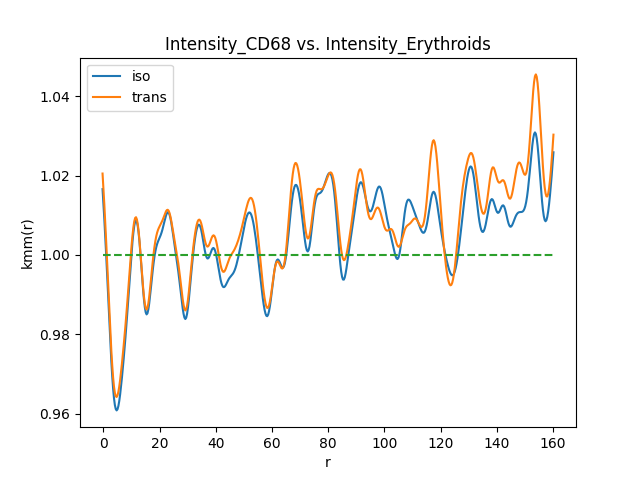 Intensity_CD68 vs. Intensity_Erythroids
iso
trans
kmm(r)
1.04
1.02
1.00
0.98
0.96
0 20 40 60 80 100 120 140 160
r